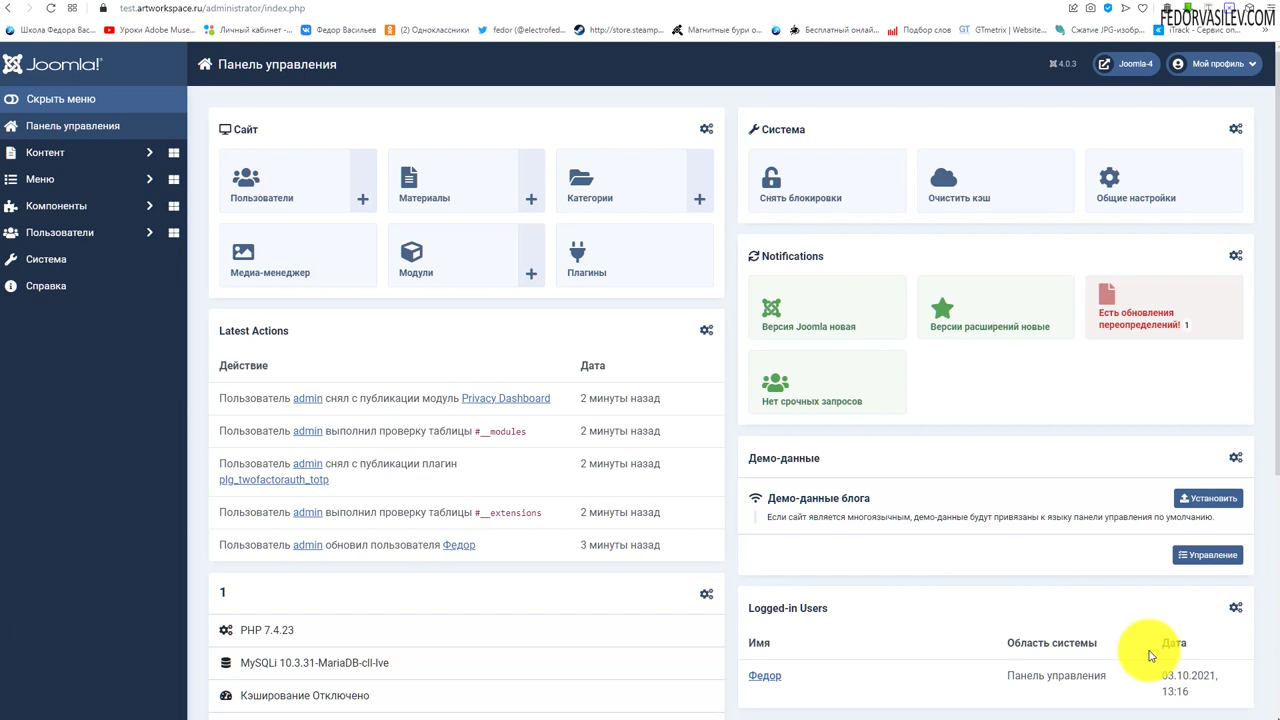 test.artworkspace.ru/administrator/index.php
FEDORVASILEV.COM
Школа Федора Вас...
Уроки Adobe Muse...
Личный кабинет -...
Федор Васильев
(2) Одноклассники
fedor (@electrofed...
http://store.steamp...
Магнитные бури о...
Бесплатный онлай...
Подбор слов
GTmetrix | Website...
Сжатие JPG-изобр...
iTrack - Сервис оп...
Joomla!
Панель управления
4.0.3
Joomla-4
Мой профиль
Скрыть меню
Панель управления
Контент
Меню
Компоненты
Пользователи
Система
Справка
Сайт
Пользователи
Материалы
Категории
Медиа-менеджер
Модули
Плагины
Latest Actions
Действие
Дата
Пользователь admin снял с публикации модуль Privacy Dashboard
2 минуты назад
Пользователь admin выполнил проверку таблицы #__modules
2 минуты назад
Пользователь admin снял с публикации плагин
plg_twofactorauth_totp
2 минуты назад
Пользователь admin выполнил проверку таблицы #__extensions
2 минуты назад
Пользователь admin обновил пользователя Федор
3 минуты назад
1
PHP 7.4.23
MySQLi 10.3.31-MariaDB-cll-lve
Кэширование Отключено
Система
Снять блокировки
Очистить кэш
Общие настройки
Notifications
Версия Joomla новая
Версии расширений новые
Есть обновления
переопределений! 1
Нет срочных запросов
Демо-данные
Демо-данные блога
Установить
Если сайт является многоязычным, демо-данные будут привязаны к языку панели управления по умолчанию.
Управление
Logged-in Users
Имя
Область системы
Дата
Федор
Панель управления
03.10.2021,
13:16